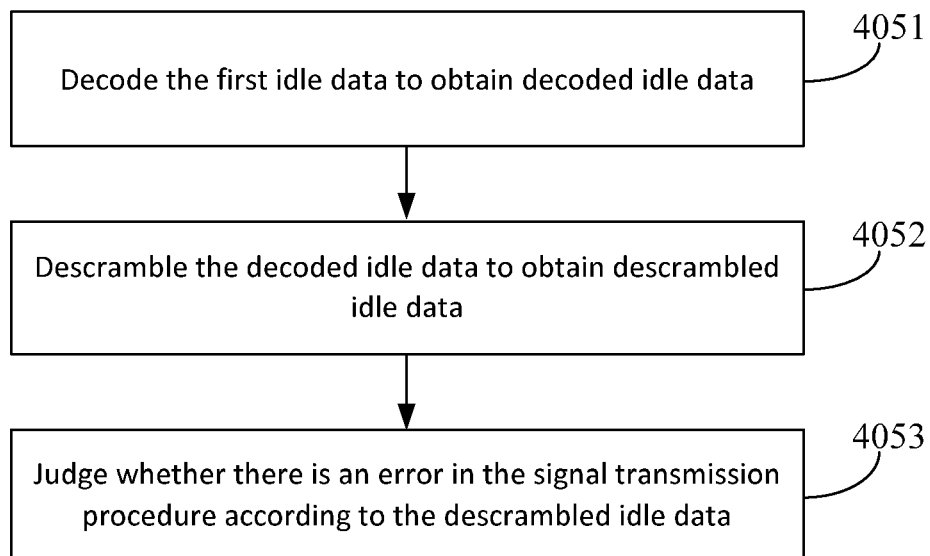 4051
Decode the first idle data to obtain decoded idle data
4052
Descramble the decoded idle data to obtain descrambled
idle data
4053
Judge whether there is an error in the signal transmission
procedure according to the descrambled idle data